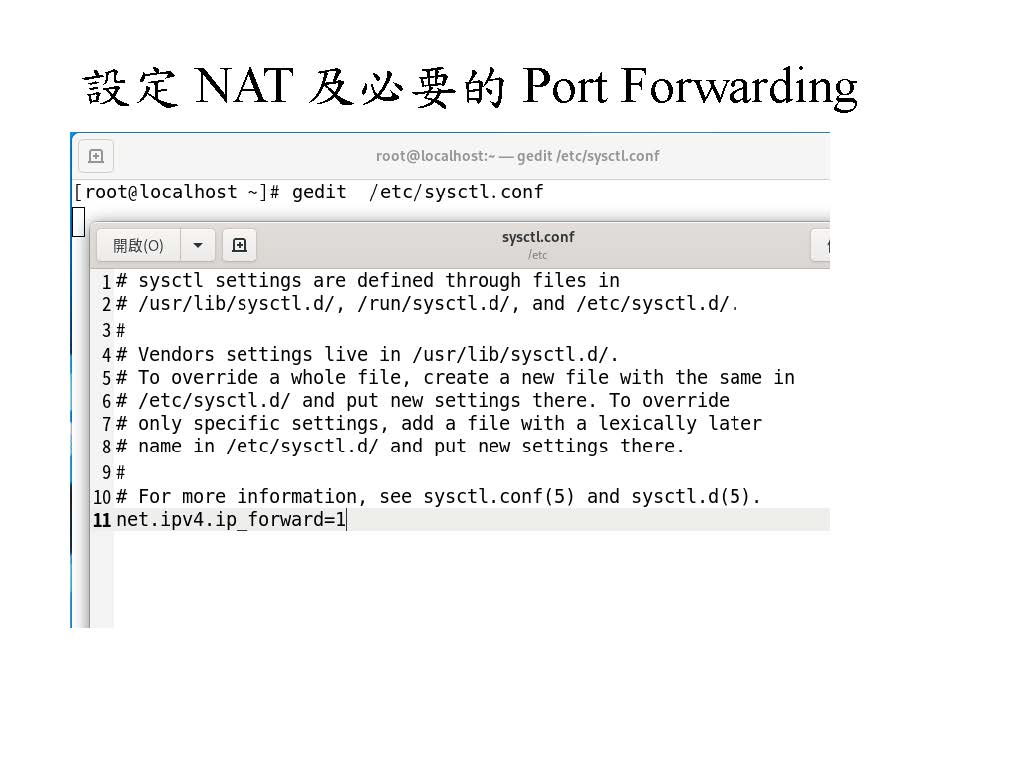 設定 NAT 及必要的 Port Forwarding
root@localhost:~ — gedit /etc/sysctl.conf
[root@localhost ~]# gedit  /etc/sysctl.conf
開啟(O)
sysctl.conf
/etc
1 # sysctl settings are defined through files in
2 # /usr/lib/sysctl.d/, /run/sysctl.d/, and /etc/sysctl.d/.
3 #
4 # Vendors settings live in /usr/lib/sysctl.d/.
5 # To override a whole file, create a new file with the same in
6 # /etc/sysctl.d/ and put new settings there. To override
7 # only specific settings, add a file with a lexically later
8 # name in /etc/sysctl.d/ and put new settings there.
9 #
10 # For more information, see sysctl.conf(5) and sysctl.d(5).
11 net.ipv4.ip_forward=1